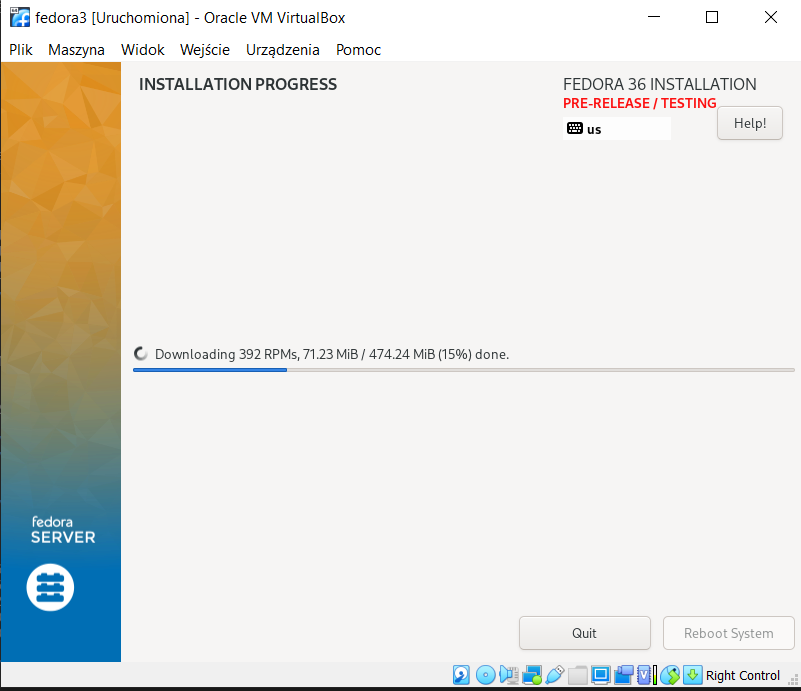 fedora3 [Uruchomiona] - Oracle VM VirtualBox
Plik Maszyna Widok Wejście Urządzenia Pomoc
INSTALLATION PROGRESS
FEDORA 36 INSTALLATION
PRE-RELEASE / TESTING
us
Help!
Downloading 392 RPMs, 71.23 MiB / 474.24 MiB (15%) done.
fedora
SERVER
Quit
Reboot System
Right Control